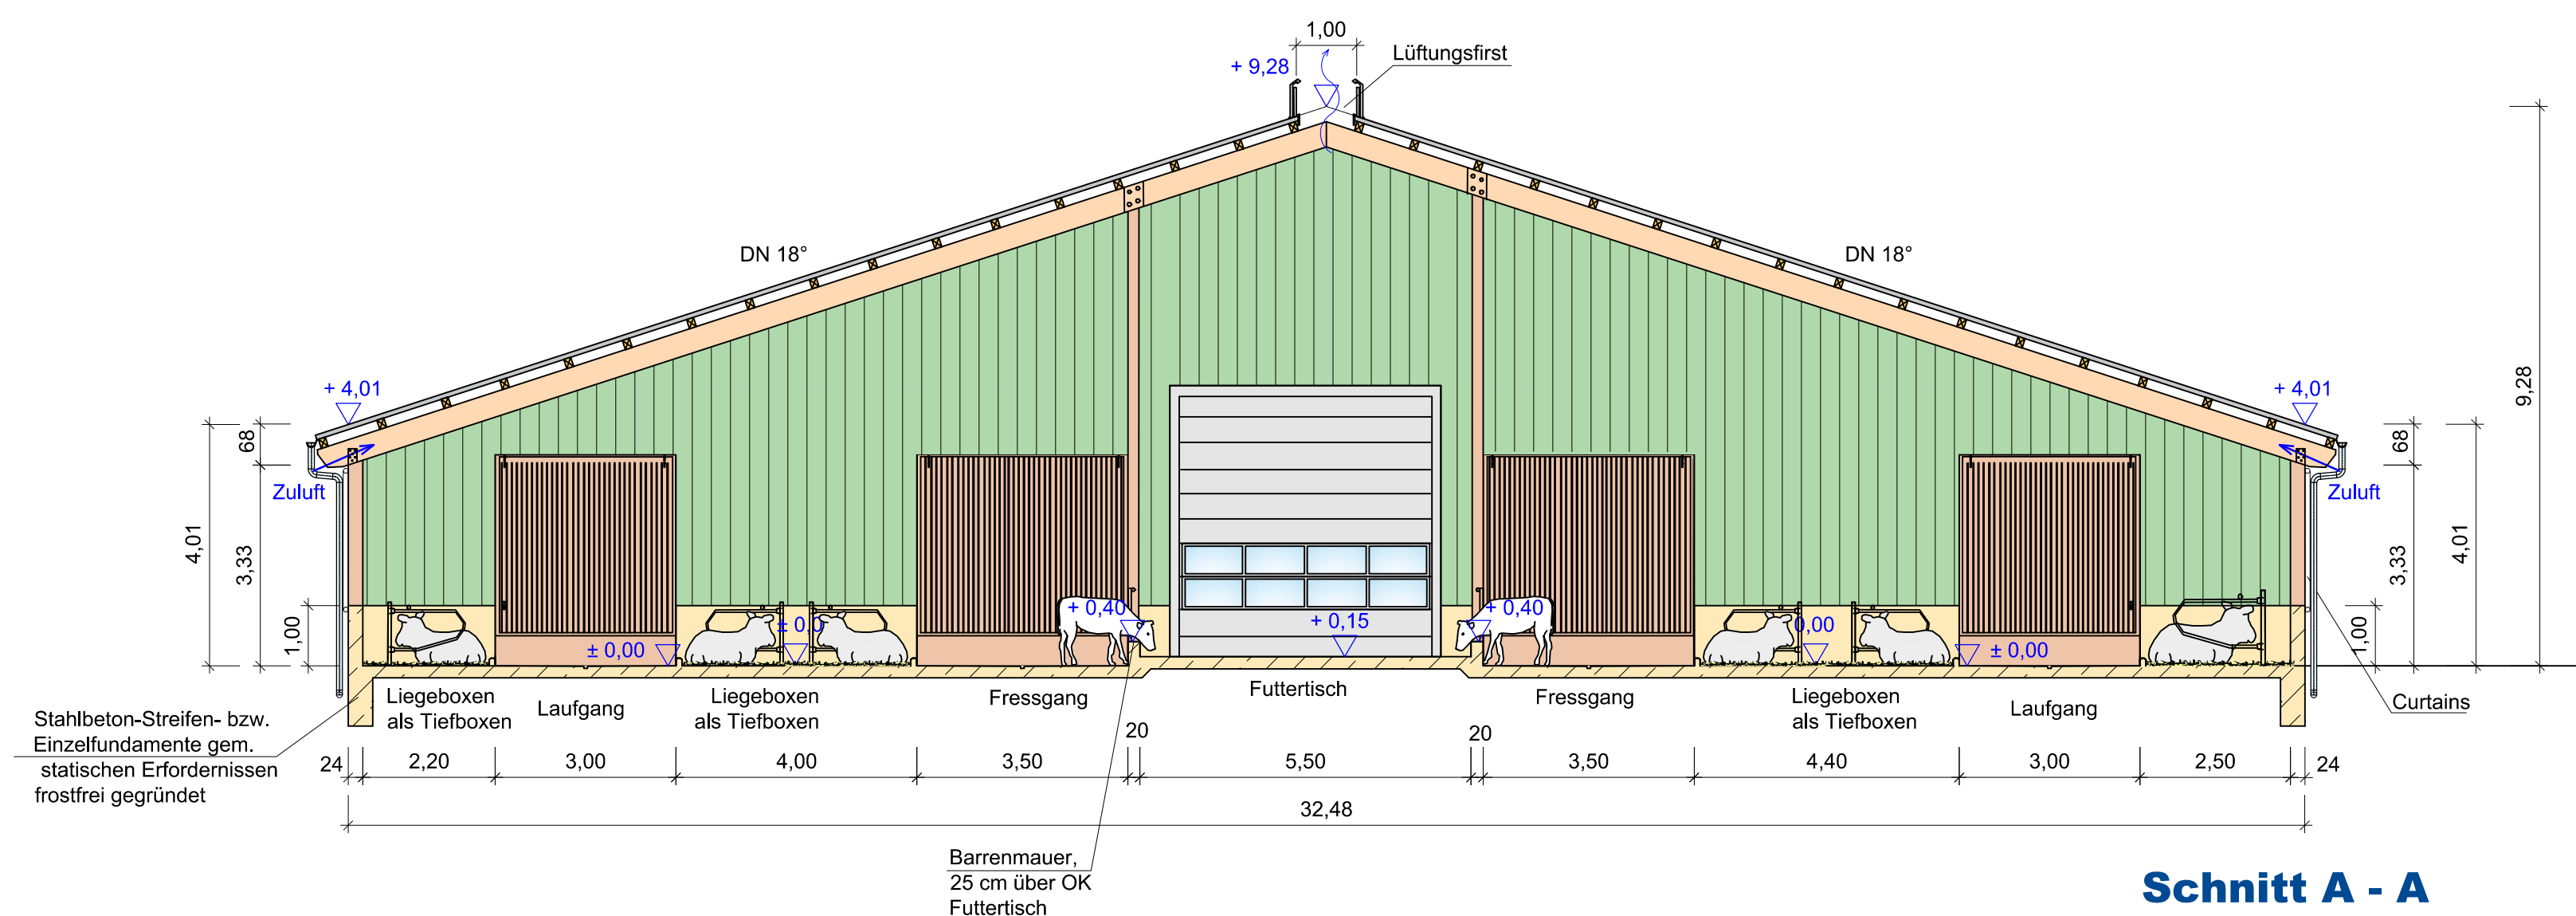 1,00
Lüftungsfirst
+ 9,28
DN 18°
DN 18°
9,28
+ 4,01
+ 4,01
68
68
Zuluft
Zuluft
4,01
3,33
3,33
4,01
1,00
1,00
+ 0,40
+ 0,40
+ 0,15
± 0,00
± 0,0
0,00
± 0,00
Liegeboxen
als Tiefboxen
Laufgang
Liegeboxen
als Tiefboxen
Fressgang
Futtertisch
Fressgang
Liegeboxen
als Tiefboxen
Laufgang
Curtains
Stahlbeton-Streifen- bzw.
Einzelfundamente gem.
statischen Erfordernissen
frostfrei gegründet
24 2,20 3,00 4,00 3,50 20 5,50 20 3,50 4,40 3,00 2,50 24
32,48
Barrenmauer,
25 cm über OK
Futtertisch
Schnitt A - A